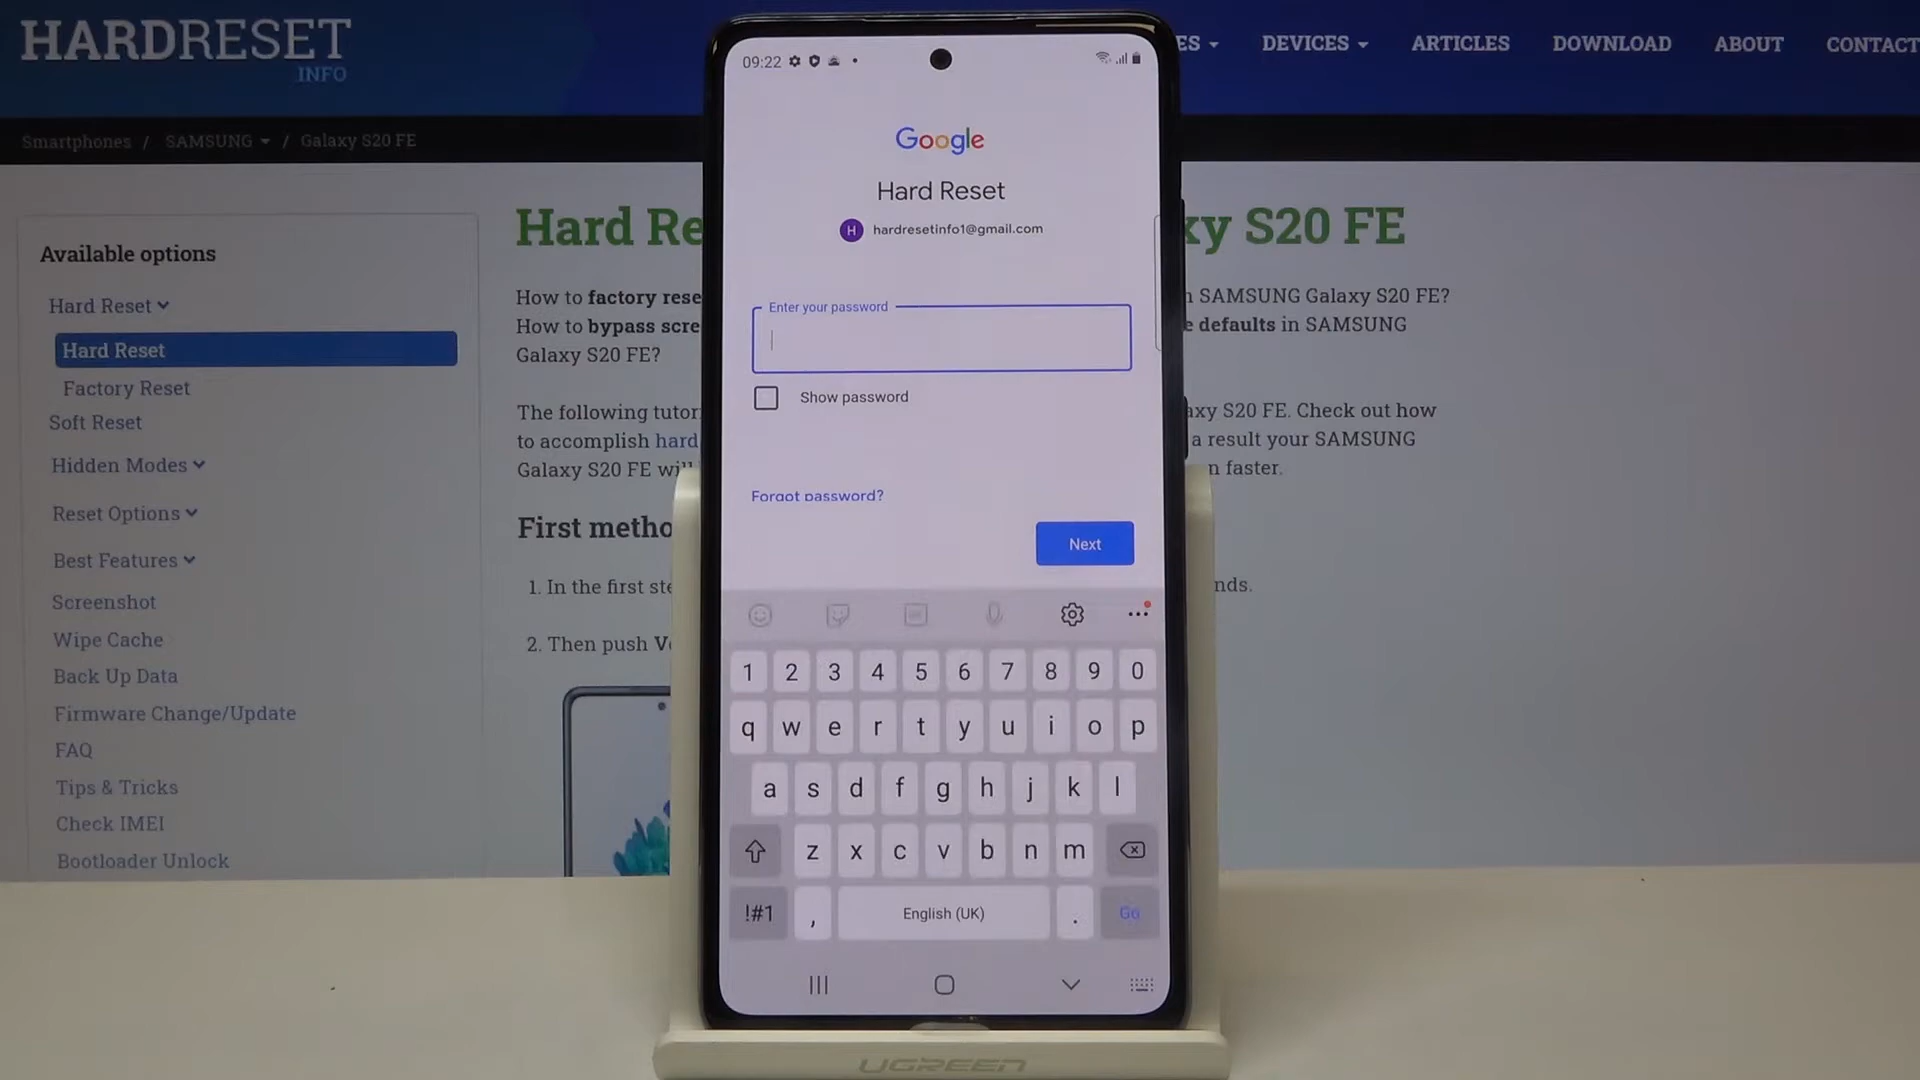 HARDRESET
.INFO
ES
DEVICES
ARTICLES
DOWNLOAD
ABOUT
CONTACT
Smartphones / SAMSUNG / Galaxy S20 FE
Available options
Hard Reset
Hard Reset
Factory Reset
Soft Reset
Hidden Modes
Reset Options
Best Features
Screenshot
Wipe Cache
Back Up Data
Firmware Change/Update
FAQ
Tips & Tricks
Check IMEI
Bootloader Unlock
Hard Re
xy S20 FE
How to factory rese
n SAMSUNG Galaxy S20 FE?
How to bypass scre
e defaults in SAMSUNG
Galaxy S20 FE?
The following tutor
axy S20 FE. Check out how
to accomplish hard
a result your SAMSUNG
Galaxy S20 FE will
n faster.
First metho
1. In the first ste
nds.
2. Then push Vo
09:22
Google
Hard Reset
H hardresetinfo1@gmail.com
Enter your password
Show password
Forgot password?
Next
1 2 3 4 5 6 7 8 9 0
q w e r t y u i o p
a s d f g h j k l
z x c v b n m
!#1 , English (UK) . Go
UGREEN